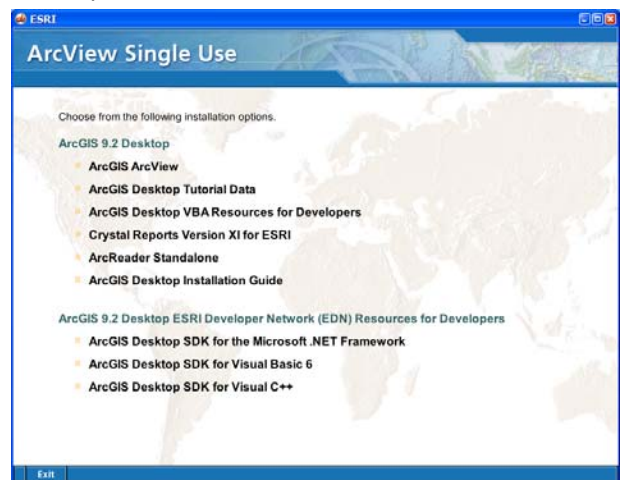 ESRI
ArcView Single Use
Choose from the following installation options.
ArcGIS 9.2 Desktop
ArcGIS ArcView
ArcGIS Desktop Tutorial Data
ArcGIS Desktop VBA Resources for Developers
Crystal Reports Version XI for ESRI
ArcReader Standalone
ArcGIS Desktop Installation Guide
ArcGIS 9.2 Desktop ESRI Developer Network (EDN) Resources for Developers
ArcGIS Desktop SDK for the Microsoft .NET Framework
ArcGIS Desktop SDK for Visual Basic 6
ArcGIS Desktop SDK for Visual C++
Exit